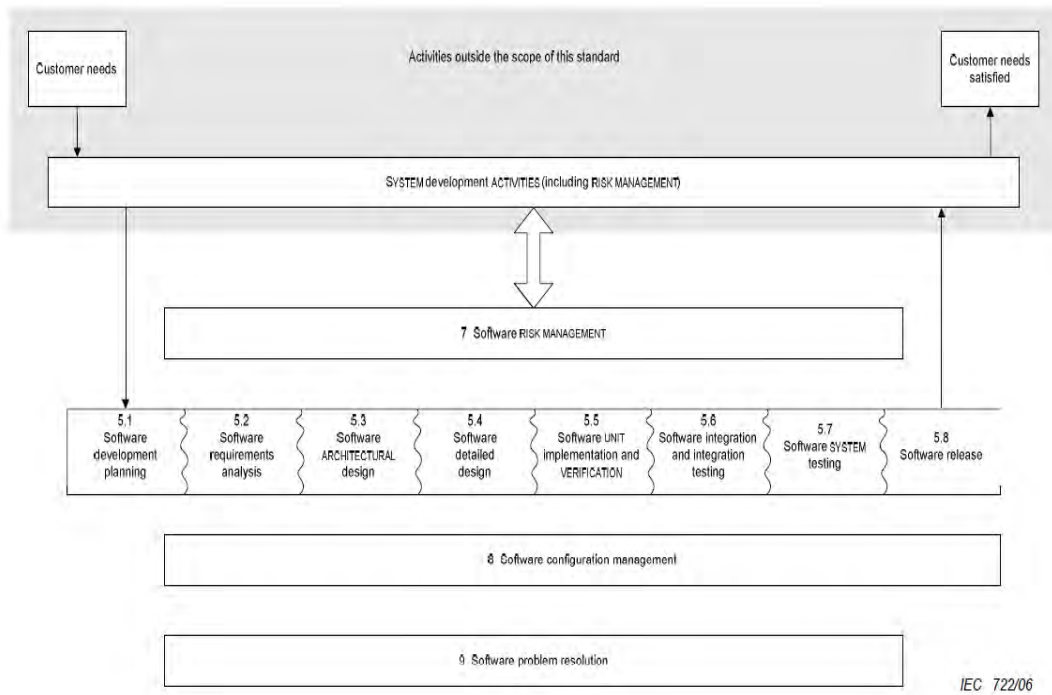 Activities outside the scope of this standard
Customer needs
Customer needs
satisfied
SYSTEM development ACTIVITIES (including RISK MANAGEMENT)
7 Software RISK MANAGEMENT
5.1
Software
development
planning
5.2
Software
requirements
analysis
5.3
Software
ARCHITECTURAL
design
5.4
Software
detailed
design
5.5
Software UNIT
implementation and
VERIFICATION
5.6
Software integration
and integration
testing
5.7
Software SYSTEM
testing
5.8
Software release
8 Software configuration management
9 Software problem resolution
IEC 722/06